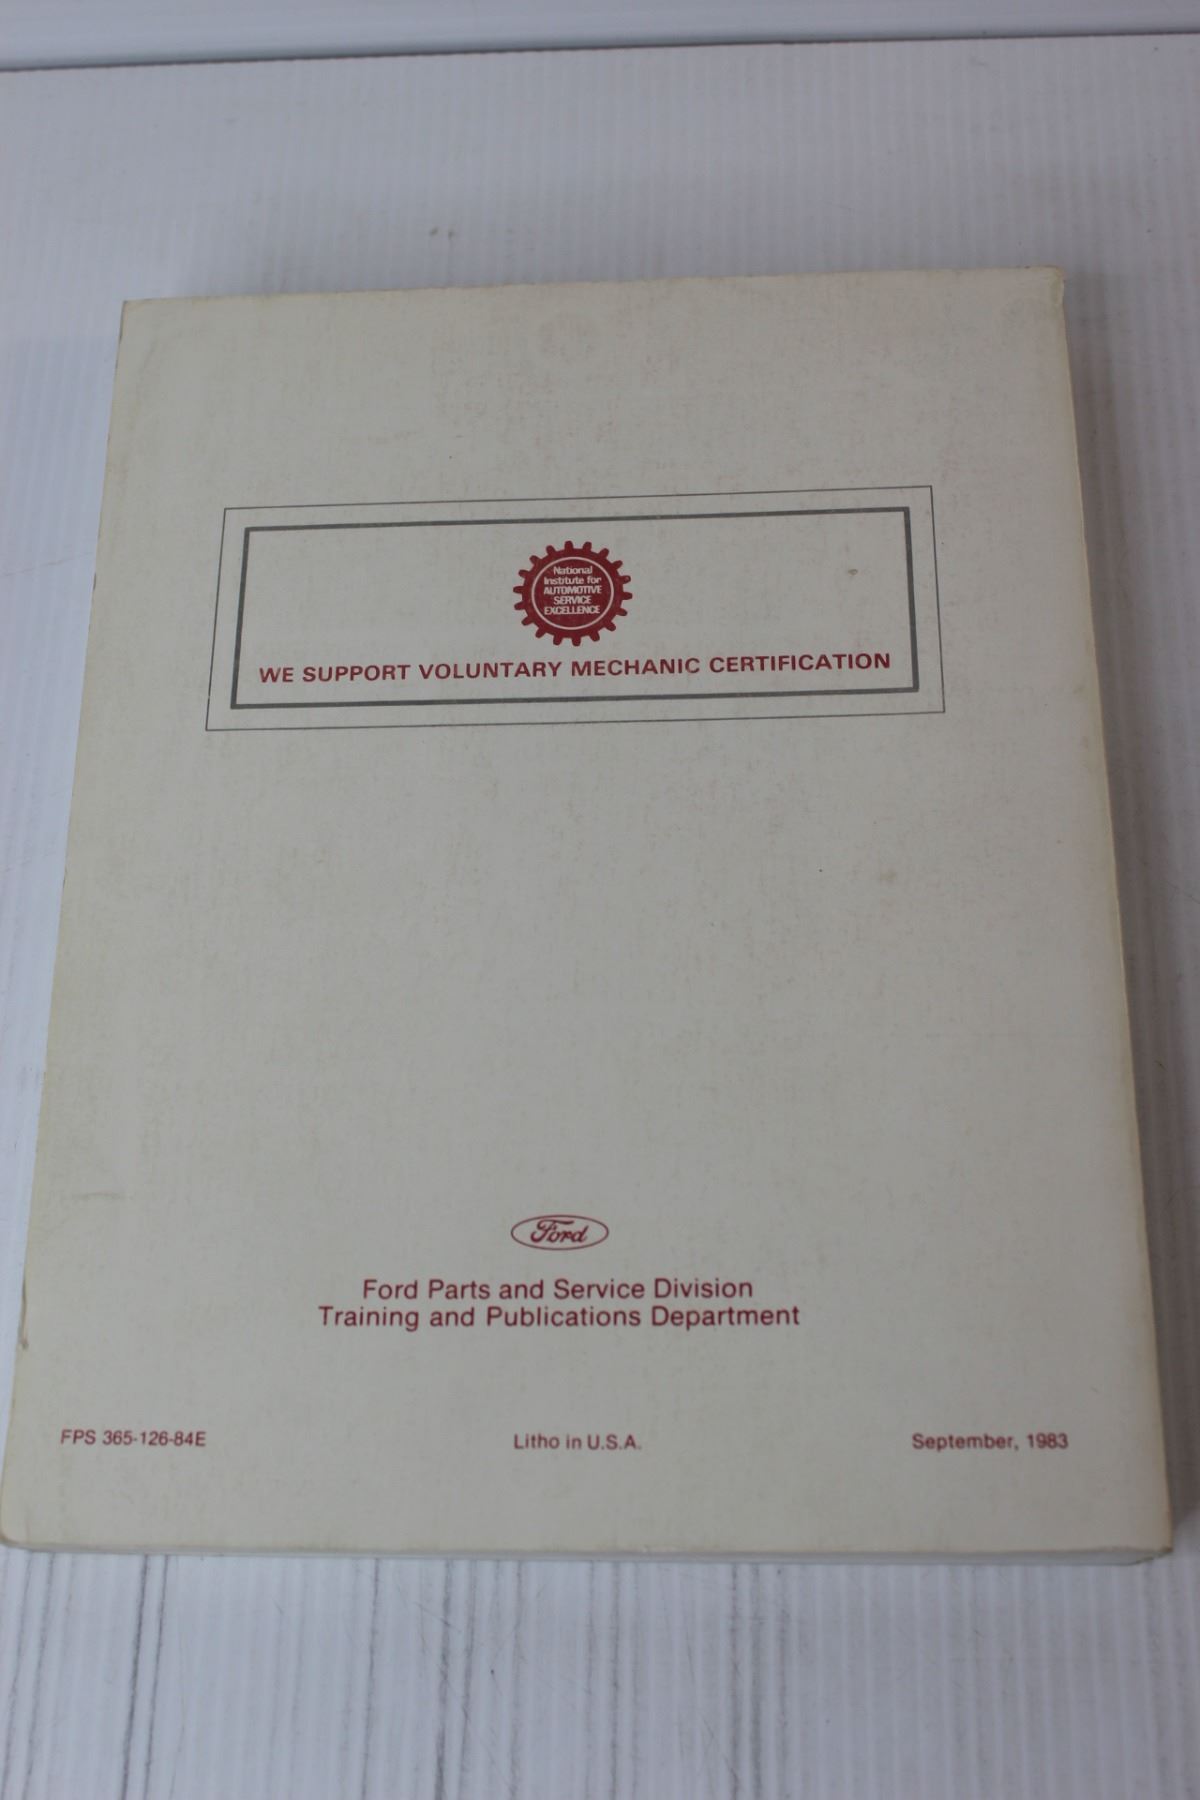 National
Institute for
AUTOMOTIVE
SERVICE
EXCELLENCE
WE SUPPORT VOLUNTARY MECHANIC CERTIFICATION
Ford
Ford Parts and Service Division
Training and Publications Department
FPS 365-126-84E Litho in U.S.A. September, 1983